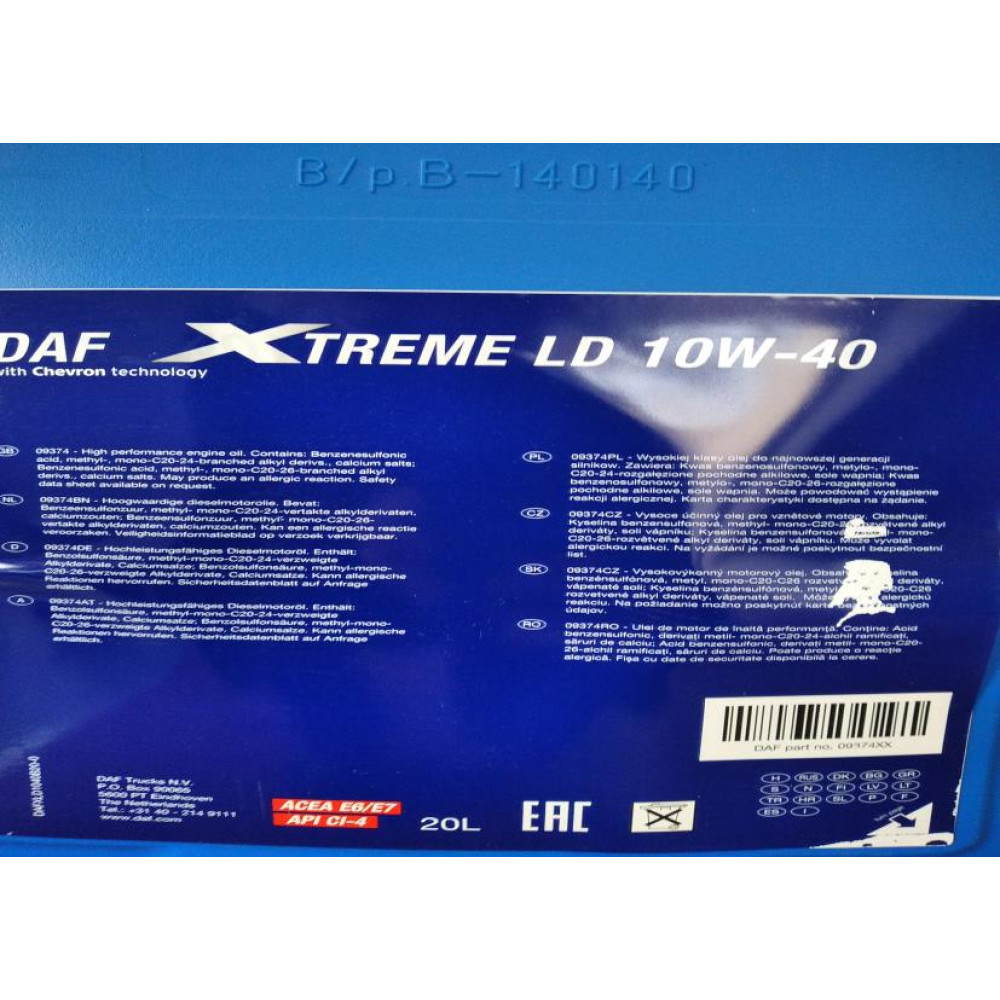 B/p.B-140140
DAF XTREME LD 10W-40
with Chevron technology
GB 09374 - High performance engine oil. Contains: Benzenesulfonic
acid, methyl-, mono-C20-24-branched alkyl derivs., calcium salts;
Benzenesulfonic acid, methyl-, mono-C20-26-branched alkyl
derivs., calcium salts. May produce an allergic reaction. Safety
data sheet available on request.
NL 09374BN - Hoogwaardige dieselmotorolie. Bevat:
Benzeensulfonzuur, methyl- mono-C20-24-vertakte alkylderivaten,
calciumzouten; Benzeensulfonzuur, methyl- mono-C20-26-
vertakte alkylderivaten, calciumzouten. Kan een allergische reactie
veroorzaken. Veiligheidsinformatieblad op verzoek verkrijgbaar.
D 09374DE - Hochleistungsfähiges Dieselmotoröl. Enthält:
Benzolsulfonsäure, methyl-mono-C20-24-verzweigte
Alkylderivate, Calciumsalze; Benzolsulfonsäure, methyl-mono-
C20-26-verzweigte Alkylderivate, Calciumsalze. Kann allergische
Reaktionen hervorrufen. Sicherheitsdatenblatt auf Anfrage
erhältlich.
A 09374AT - Hochleistungsfähiges Dieselmotoröl. Enthält:
Benzolsulfonsäure, methyl-mono-C20-24-verzweigte
Alkylderivate, Calciumsalze; Benzolsulfonsäure, methyl-mono-
C20-26-verzweigte Alkylderivate, Calciumsalze. Kann allergische
Reaktionen hervorrufen. Sicherheitsdatenblatt auf Anfrage
erhältlich.
PL 09374PL - Wysokiej klasy olej do najnowszej generacji
silników. Zawiera: Kwas benzenosulfonowy, metylo-, mono-
C20-24-rozgałęzione pochodne alkilowe, sole wapnia; Kwas
benzenosulfonowy, metylo-, mono-C20-26-rozgałęzione
pochodne alkilowe, sole wapnia. Może powodować wystąpienie
reakcji alergicznej. Karta charakterystyki dostępna na żądanie.
CZ 09374CZ - Vysoce účinný olej pro vznětové motory. Obsahuje:
Kyselina benzensulfonová, methyl- mono-C20-24-rozvětvené alkyl
deriváty, soli vápníku; Kyselina benzensulfonová, mono-
C20-26-rozvětvené alkyl deriváty, soli vápníku. Může vyvolat
alergickou reakci. Na vyžádání je možné poskytnout bezpečnostní
list.
SK 09374CZ - Vysokovýkonný motorový olej.
benzénsulfónová, metyl, mono-C20-C26 deriváty,
vápenaté soli; Kyselina benzénsulfónová,
rozvetvené alkyl deriváty, vápenaté soli.
reakciu. Na požiadanie možno poskytnúť
údajov.
RO 09374RO - Ulei de motor de înaltă performanță. Conține: Acid
benzensulfonic, derivați metil- mono-C20-24-alchil ramificați,
săruri de calciu; Acid benzensulfonic, derivați metil- mono-C20-
26-alchil ramificați, săruri de calciu. Poate produce o reacție
alergică. Fișa cu date de securitate disponibilă la cerere.
DAF part no. 09374XX
DAF Trucks N.V.
P.O. Box 90065
5600 PT Eindhoven
The Netherlands
Tel.: +31 40 - 214 9111
www.daf.com
ACEA E6/E7
API CI-4
20L
EAC
H RUS DK BG GR
S N FI LV LT
TR HR SL P F
ES I